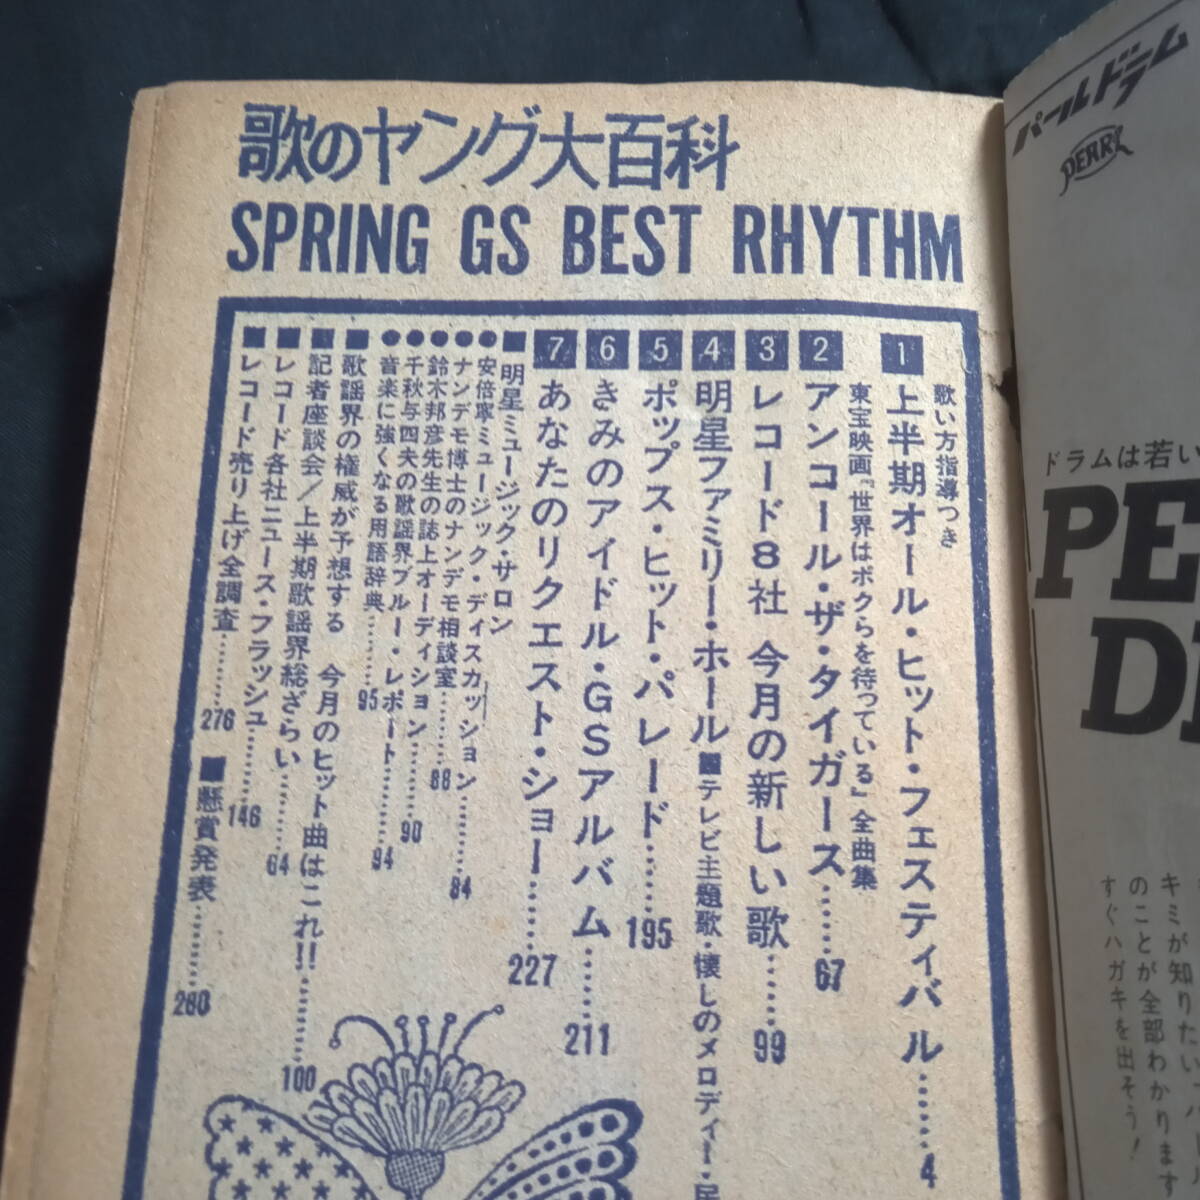 歌のヤング大百科
SPRING GS BEST RHYTHM
歌い方指導つき
1 上半期オール・ヒット・フェスティバル……4
東宝映画『世界はボクらを待っている』全曲集
2 アンコール・ザ・タイガース……67
3 レコード8社 今月の新しい歌……99
4 明星ファミリー・ホール ■テレビ主題歌・懐しのメロディー・民
5 ポップス・ヒット・パレード……195
6 きみのアイドル・GSアルバム……211
7 あなたのリクエスト・ショー……227
■明星ミュージック・サロン
●安倍寧ミュージック・ディスカッション……84
●ナンデモ博士のナンデモ相談室……88
●鈴木邦彦先生の誌上オーディション……90
●千秋与四夫の歌謡界ブルー・レポート……94
●音楽に強くなる用語辞典……95
■歌謡界の権威が予想する 今月のヒット曲はこれ!!……100
■記者座談会/上半期歌謡界総ざらい……64
■レコード各社ニュース・フラッシュ……146
■レコード売り上げ全調査……276
■懸賞発表……280
パールドラム
PEARL
ドラムは若い
PE
D
キミが知りたい
のことが全部わかります
すぐハガキを出そう!